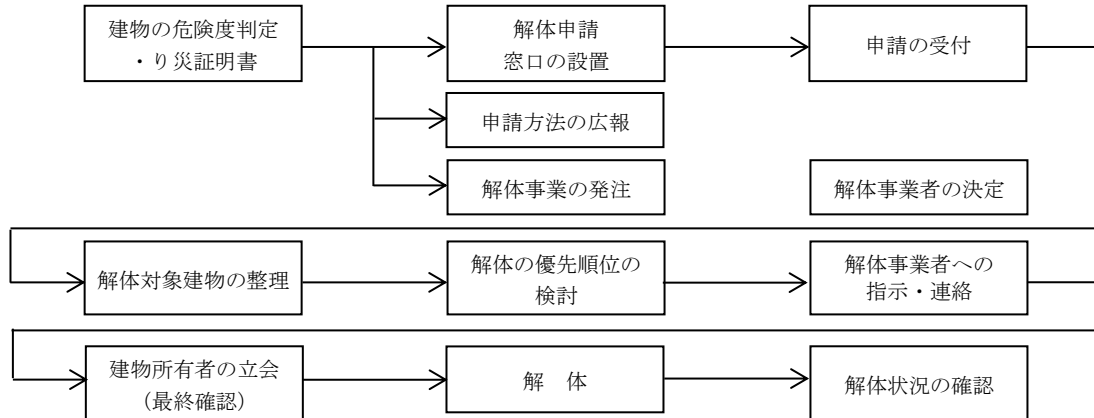 建物の危険度判定
・り災証明書
解体申請
窓口の設置
申請の受付
申請方法の広報
解体事業の発注
解体事業者の決定
解体対象建物の整理
解体の優先順位の
検討
解体事業者への
指示・連絡
建物所有者の立会
(最終確認)
解　体
解体状況の確認